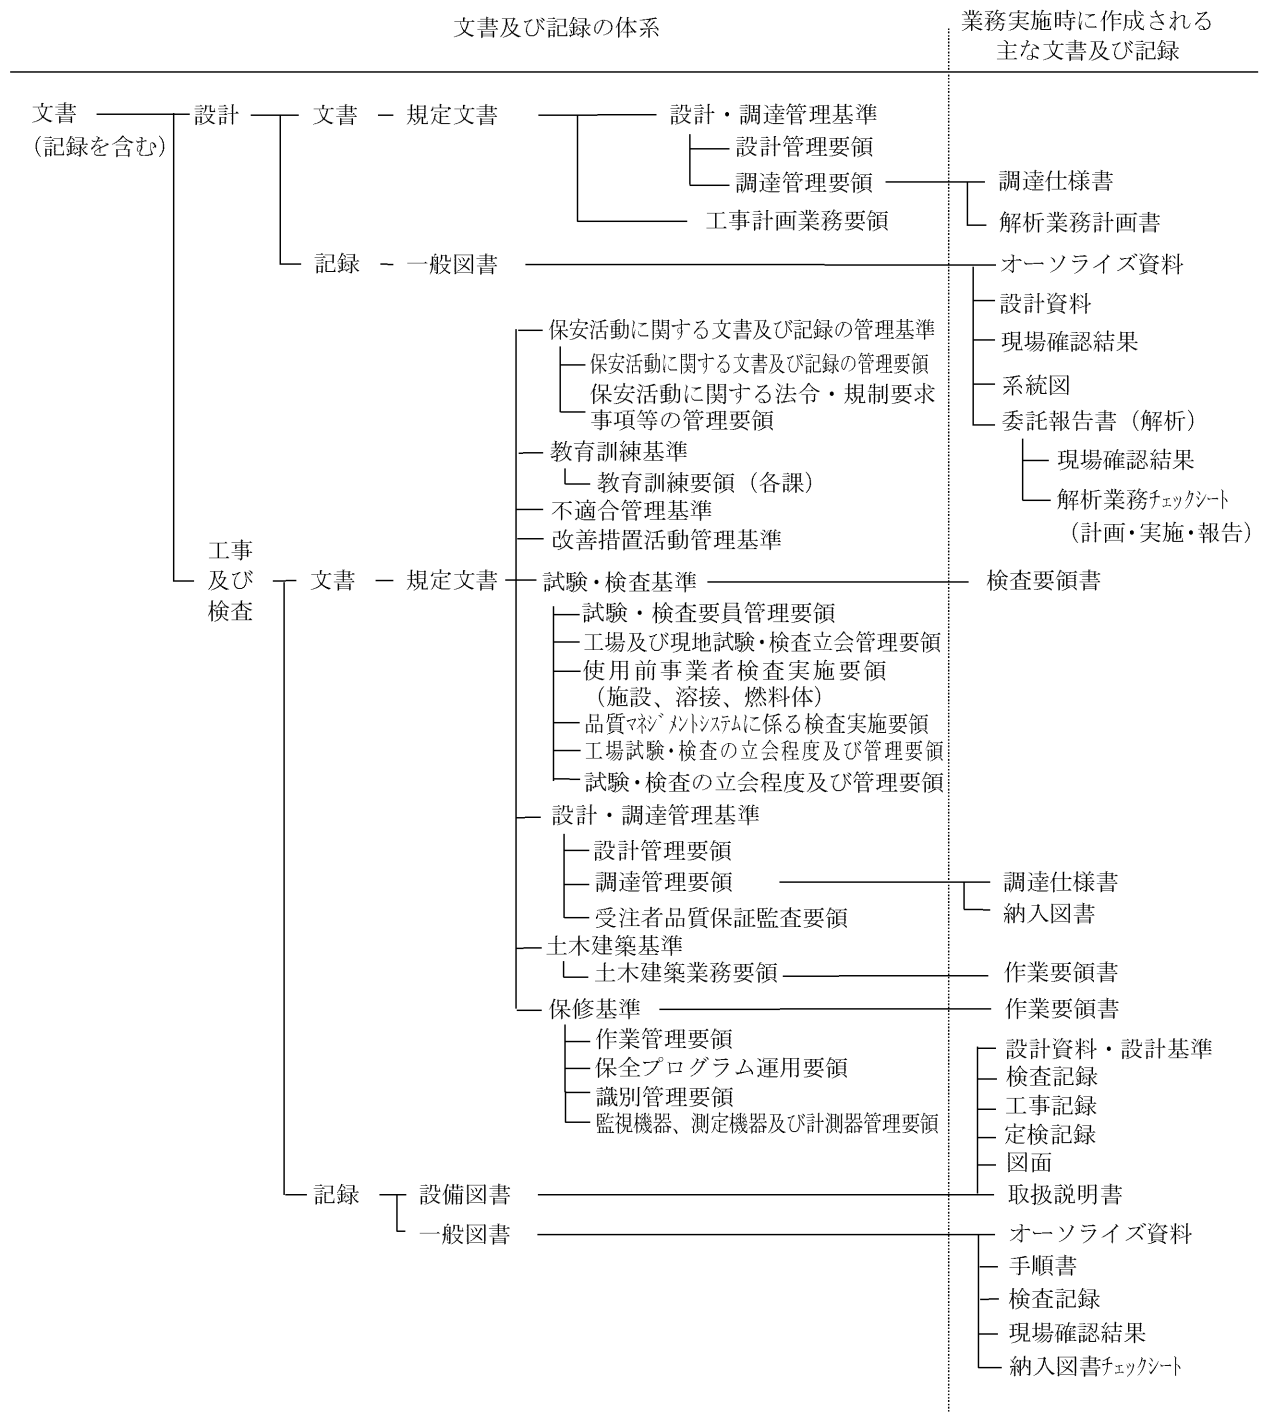 文書及び記録の体系
業務実施時に作成される
主な文書及び記録
文書
（記録を含む）
設計
文書
規定文書
設計・調達管理基準
設計管理要領
調達管理要領
調達仕様書
解析業務計画書
工事計画業務要領
記録
一般図書
オーソライズ資料
設計資料
現場確認結果
系統図
委託報告書（解析）
現場確認結果
解析業務ﾁｪｯｸｼｰﾄ
（計画・実施・報告）
工事
及び
検査
文書
規定文書
保安活動に関する文書及び記録の管理基準
保安活動に関する文書及び記録の管理要領
保安活動に関する法令・規制要求
事項等の管理要領
教育訓練基準
教育訓練要領（各課）
不適合管理基準
改善措置活動管理基準
試験・検査基準
検査要領書
試験・検査要員管理要領
工場及び現地試験・検査立会管理要領
使用前事業者検査実施要領
（施設、溶接、燃料体）
品質ﾏﾈｼﾞﾒﾝﾄｼｽﾃﾑに係る検査実施要領
工場試験・検査の立会程度及び管理要領
試験・検査の立会程度及び管理要領
設計・調達管理基準
設計管理要領
調達管理要領
調達仕様書
納入図書
受注者品質保証監査要領
土木建築基準
土木建築業務要領
作業要領書
保修基準
作業要領書
作業管理要領
保全プログラム運用要領
識別管理要領
監視機器、測定機器及び計測器管理要領
記録
設備図書
設計資料・設計基準
検査記録
工事記録
定検記録
図面
取扱説明書
一般図書
オーソライズ資料
手順書
検査記録
現場確認結果
納入図書ﾁｪｯｸｼｰﾄ